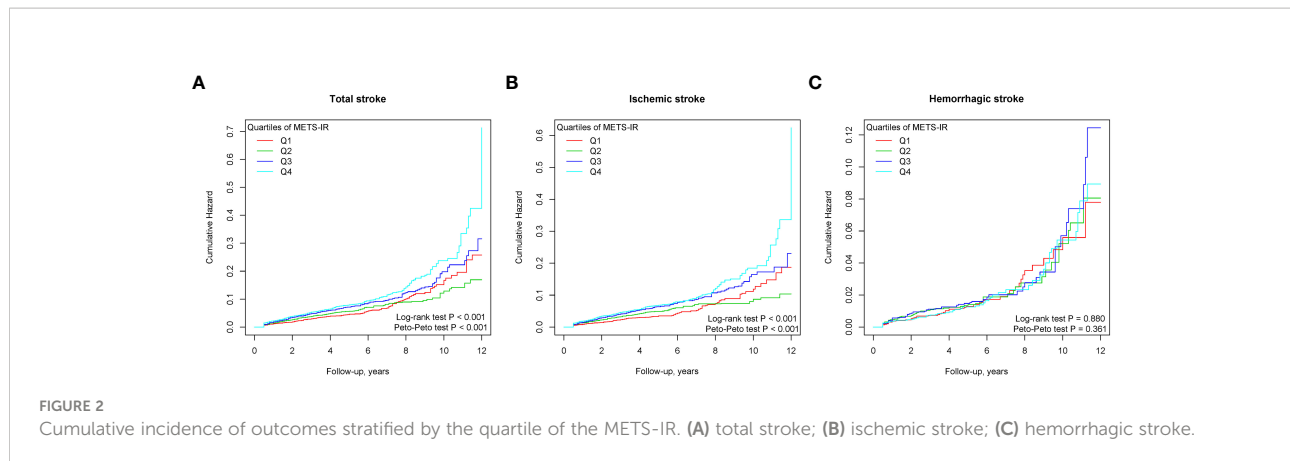 A
Total stroke
Quartiles of METS-IR
Q1
Q2
Q3
Q4
Cumulative Hazard
0.7
0.6
0.5
0.4
0.3
0.2
0.1
0.0
Log-rank test P < 0.001
Peto-Peto test P < 0.001
0 2 4 6 8 10 12
Follow-up, years
B
Ischemic stroke
Quartiles of METS-IR
Q1
Q2
Q3
Q4
Cumulative Hazard
0.6
0.5
0.4
0.3
0.2
0.1
0.0
Log-rank test P < 0.001
Peto-Peto test P < 0.001
0 2 4 6 8 10 12
Follow-up, years
C
Hemorrhagic stroke
Quartiles of METS-IR
Q1
Q2
Q3
Q4
Cumulative Hazard
0.12
0.10
0.08
0.06
0.04
0.02
0.00
Log-rank test P = 0.880
Peto-Peto test P = 0.361
0 2 4 6 8 10 12
Follow-up, years
FIGURE 2
Cumulative incidence of outcomes stratified by the quartile of the METS-IR. (A) total stroke; (B) ischemic stroke; (C) hemorrhagic stroke.